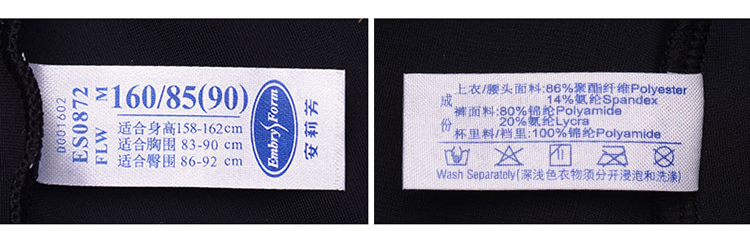 D001602
ES0872
FLW M
160/85(90)
适合身高158-162cm
适合胸围 83-90 cm
适合臀围 86-92 cm
Embry Form
安莉芳
成份
上衣/腰头面料:86%聚酯纤维Polyester
14%氨纶Spandex
裤面料:80%锦纶Polyamide
20%氨纶Lycra
杯里料/裆里:100%锦纶Polyamide
Wash Separately(深浅色衣物须分开浸泡和洗涤)